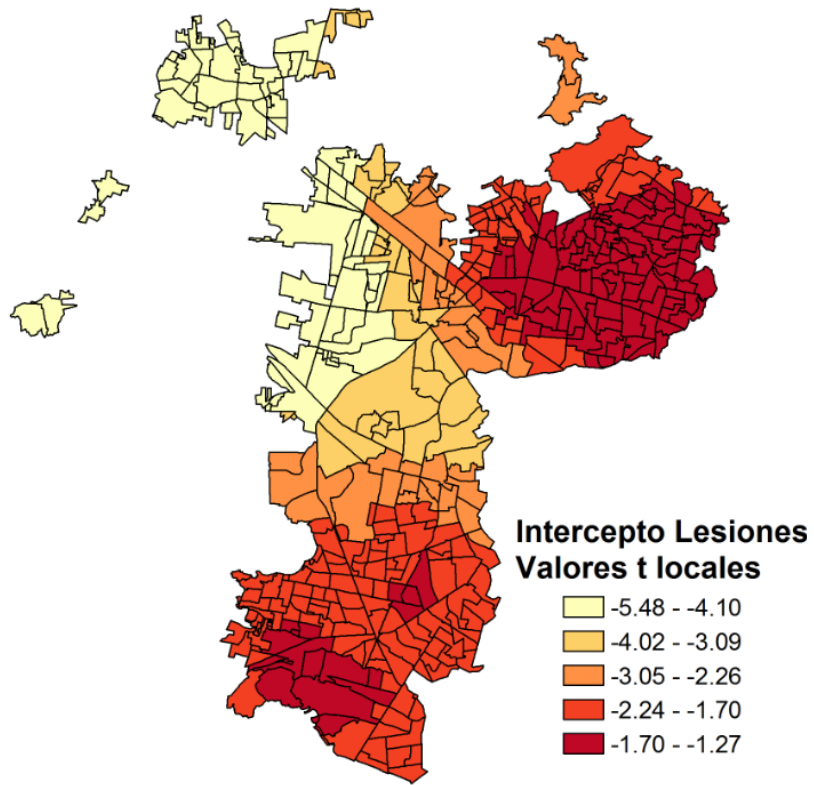 Intercepto Lesiones
Valores t locales
-5.48 - -4.10
-4.02 - -3.09
-3.05 - -2.26
-2.24 - -1.70
-1.70 - -1.27